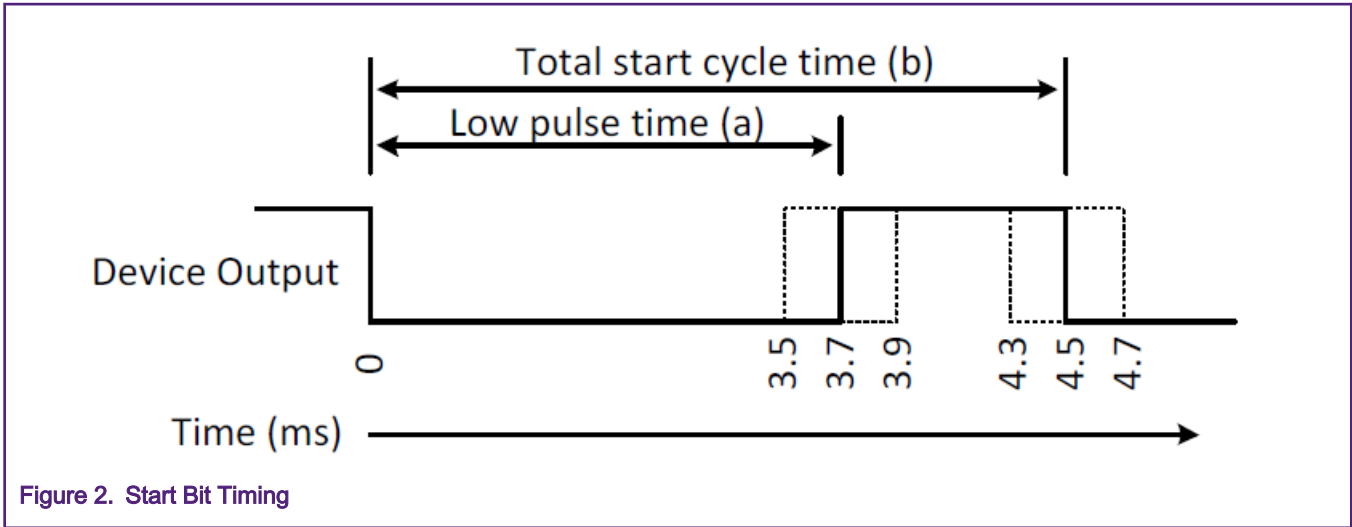 Total start cycle time (b)
Low pulse time (a)
Device Output
0
3.5
3.7
3.9
4.3
4.5
4.7
Time (ms)
Figure 2. Start Bit Timing